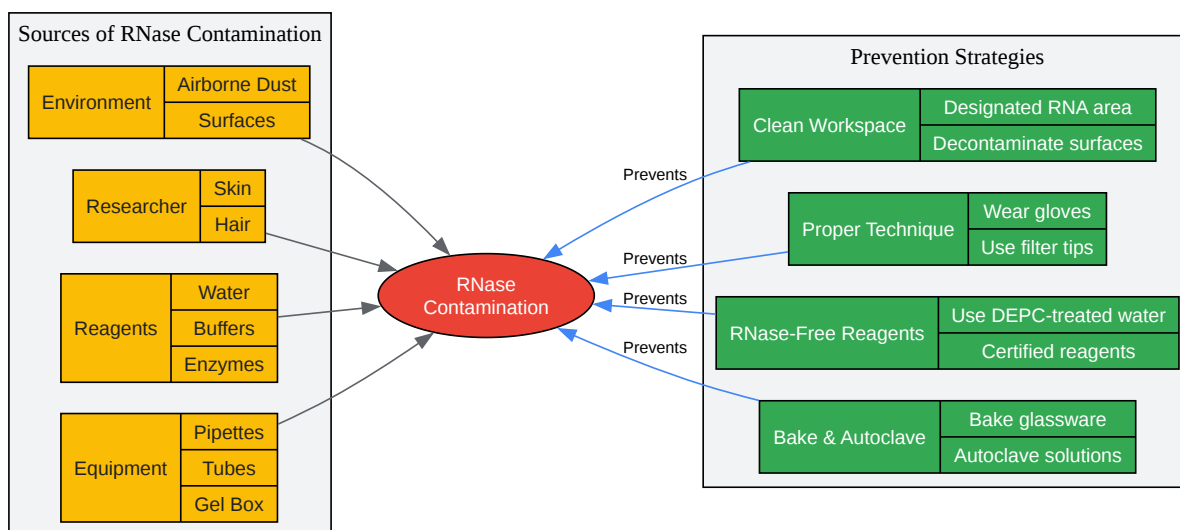 Sources of RNase Contamination
Environment
Airborne Dust
Surfaces
Researcher
Skin
Hair
Reagents
Water
Buffers
Enzymes
Equipment
Pipettes
Tubes
Gel Box
RNase
Contamination
Prevents
Prevents
Prevents
Prevents
Prevention Strategies
Clean Workspace
Designated RNA area
Decontaminate surfaces
Proper Technique
Wear gloves
Use filter tips
RNase-Free Reagents
Use DEPC-treated water
Certified reagents
Bake & Autoclave
Bake glassware
Autoclave solutions